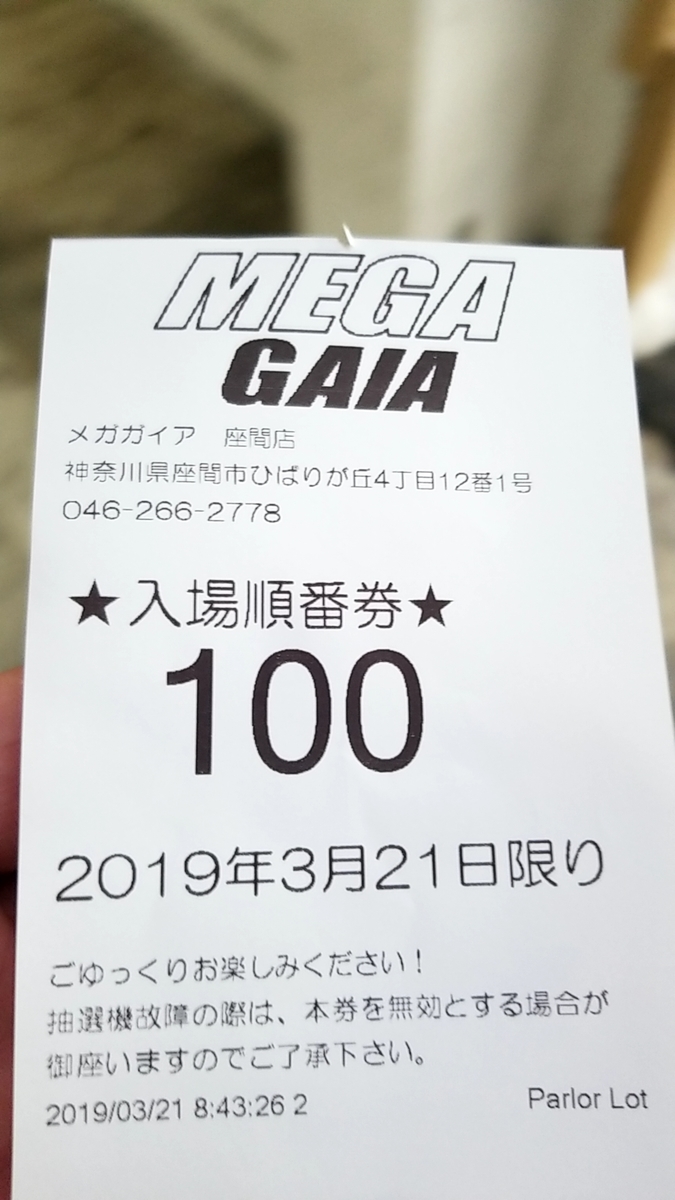 MEGA
GAIA
メガガイア　座間店
神奈川県座間市ひばりが丘4丁目12番1号
046-266-2778
★入場順番券★
100
2019年3月21日限り
ごゆっくりお楽しみください！
抽選機故障の際は、本券を無効とする場合が
御座いますのでご了承下さい。
2019/03/21 8:43:26 2 Parlor Lot